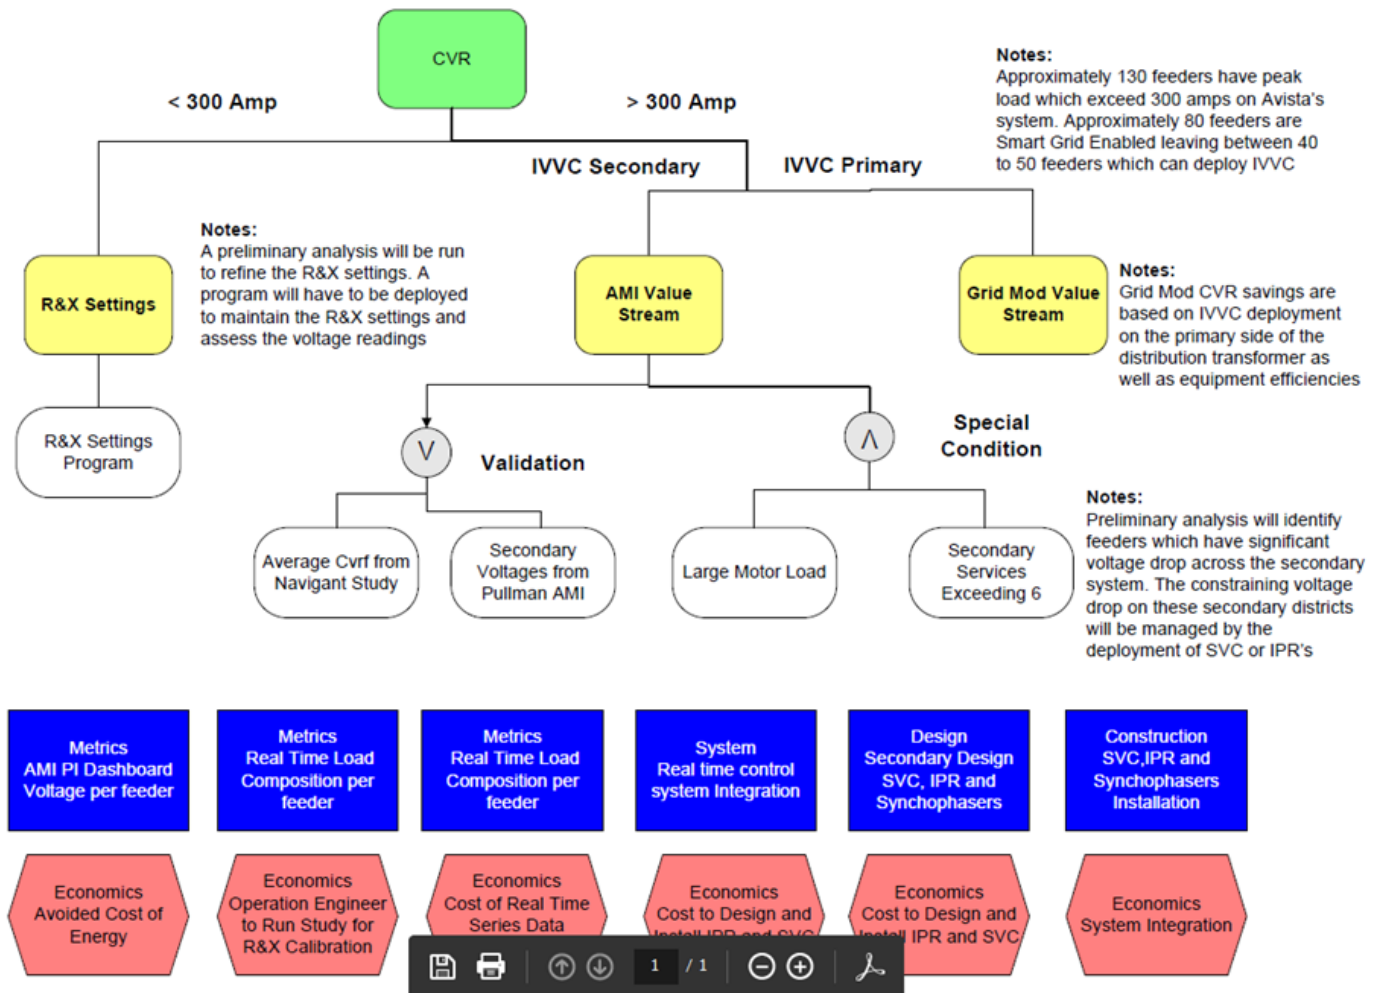 CVR
< 300 Amp
> 300 Amp
Notes:
Approximately 130 feeders have peak
load which exceed 300 amps on Avista's
system. Approximately 80 feeders are
Smart Grid Enabled leaving between 40
to 50 feeders which can deploy IVVC
IVVC Secondary
IVVC Primary
Notes:
A preliminary analysis will be run
to refine the R&X settings. A
program will have to be deployed
to maintain the R&X settings and
assess the voltage readings
R&X Settings
AMI Value
Stream
Grid Mod Value
Stream
Notes:
Grid Mod CVR savings are
based on IVVC deployment
on the primary side of the
distribution transformer as
well as equipment efficiencies
R&X Settings
Program
V
Validation
Λ
Special
Condition
Average Cvrf from
Navigant Study
Secondary
Voltages from
Pullman AMI
Large Motor Load
Secondary
Services
Exceeding 6
Notes:
Preliminary analysis will identify
feeders which have significant
voltage drop across the secondary
system. The constraining voltage
drop on these secondary districts
will be managed by the
deployment of SVC or IPR's
Metrics
AMI PI Dashboard
Voltage per feeder
Metrics
Real Time Load
Composition per
feeder
Metrics
Real Time Load
Composition per
feeder
System
Real time control
system Integration
Design
Secondary Design
SVC, IPR and
Synchophasers
Construction
SVC,IPR and
Synchophasers
Installation
Economics
Avoided Cost of
Energy
Economics
Operation Engineer
to Run Study for
R&X Calibration
Economics
Cost of Real Time
Series Data
Economics
Cost to Design and
Install IPR and SVC
Economics
Cost to Design and
Install IPR and SVC
Economics
System Integration
1 / 1